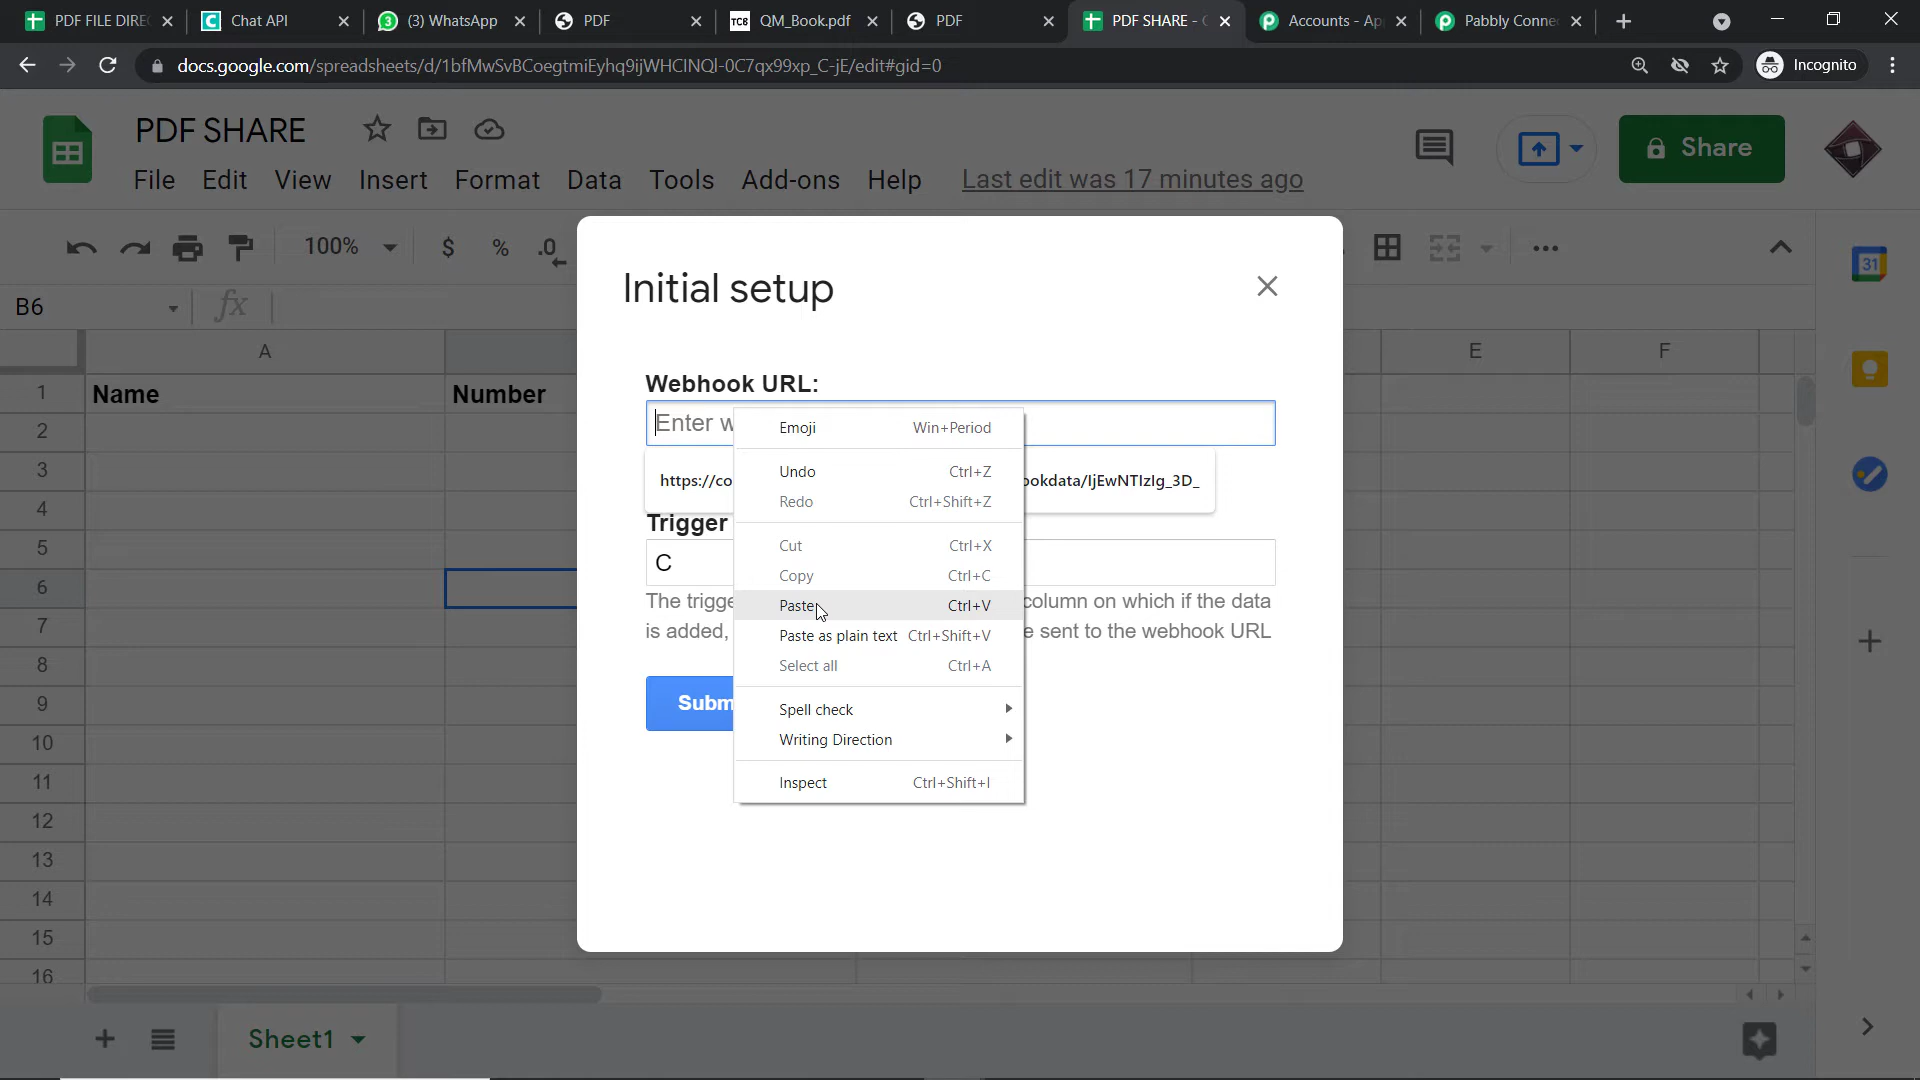 PDF FILE DIREC
Chat API
(3) WhatsApp
PDF
QM_Book.pdf
PDF
PDF SHARE -
Accounts - Ap
Pabbly Conne
docs.google.com/spreadsheets/d/1bfMwSvBCoegtmiEyhq9ijWHClNQl-0C7qx99xp_C-jE/edit#gid=0
Incognito
PDF SHARE
File Edit View Insert Format Data Tools Add-ons Help Last edit was 17 minutes ago
Share
100% $ % .0
31
B6
fx
A E F
1 Name Number
2
3
4
5
6
7
8
9
10
11
12
13
14
15
16
Initial setup
Webhook URL:
Enter w
https://co ookdata/IjEwNTIzIg_3D_
Trigger
C
The trigge column on which if the data
is added, e sent to the webhook URL
Subm
Emoji Win+Period
Undo Ctrl+Z
Redo Ctrl+Shift+Z
Cut Ctrl+X
Copy Ctrl+C
Paste Ctrl+V
Paste as plain text Ctrl+Shift+V
Select all Ctrl+A
Spell check
Writing Direction
Inspect Ctrl+Shift+I
Sheet1